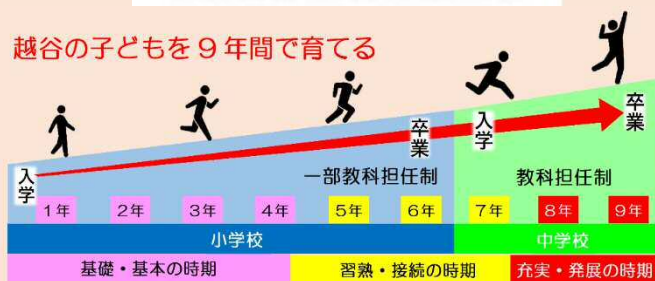 越谷の子どもを9年間で育てる
入学
卒業
入学
卒業
一部教科担任制
教科担任制
1年 2年 3年 4年 5年 6年 7年 8年 9年
小学校 中学校
基礎・基本の時期 習熟・接続の時期 充実・発展の時期